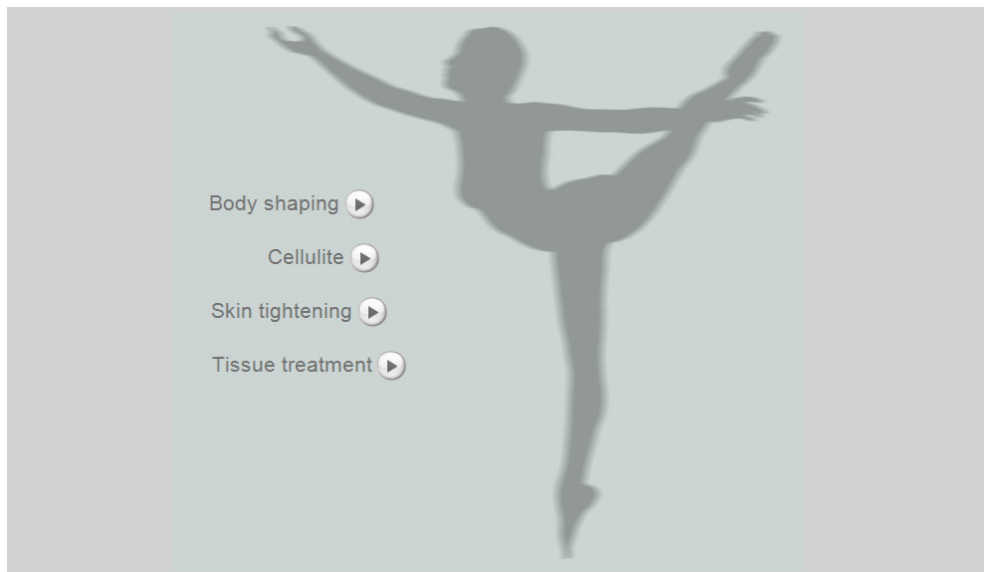 Body shaping
Cellulite
Skin tightening
Tissue treatment